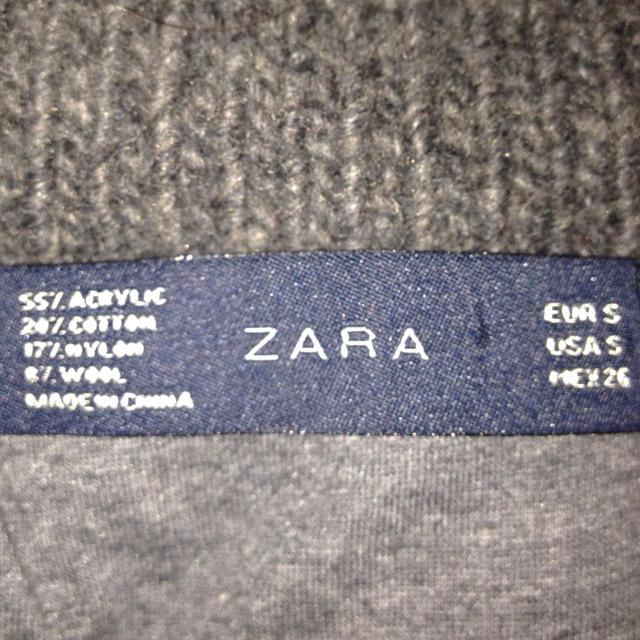 55% ACRYLIC
20% COTTON
17% NYLON
8% WOOL
MADE IN CHINA
ZARA
EUR S
USA S
MEX 26